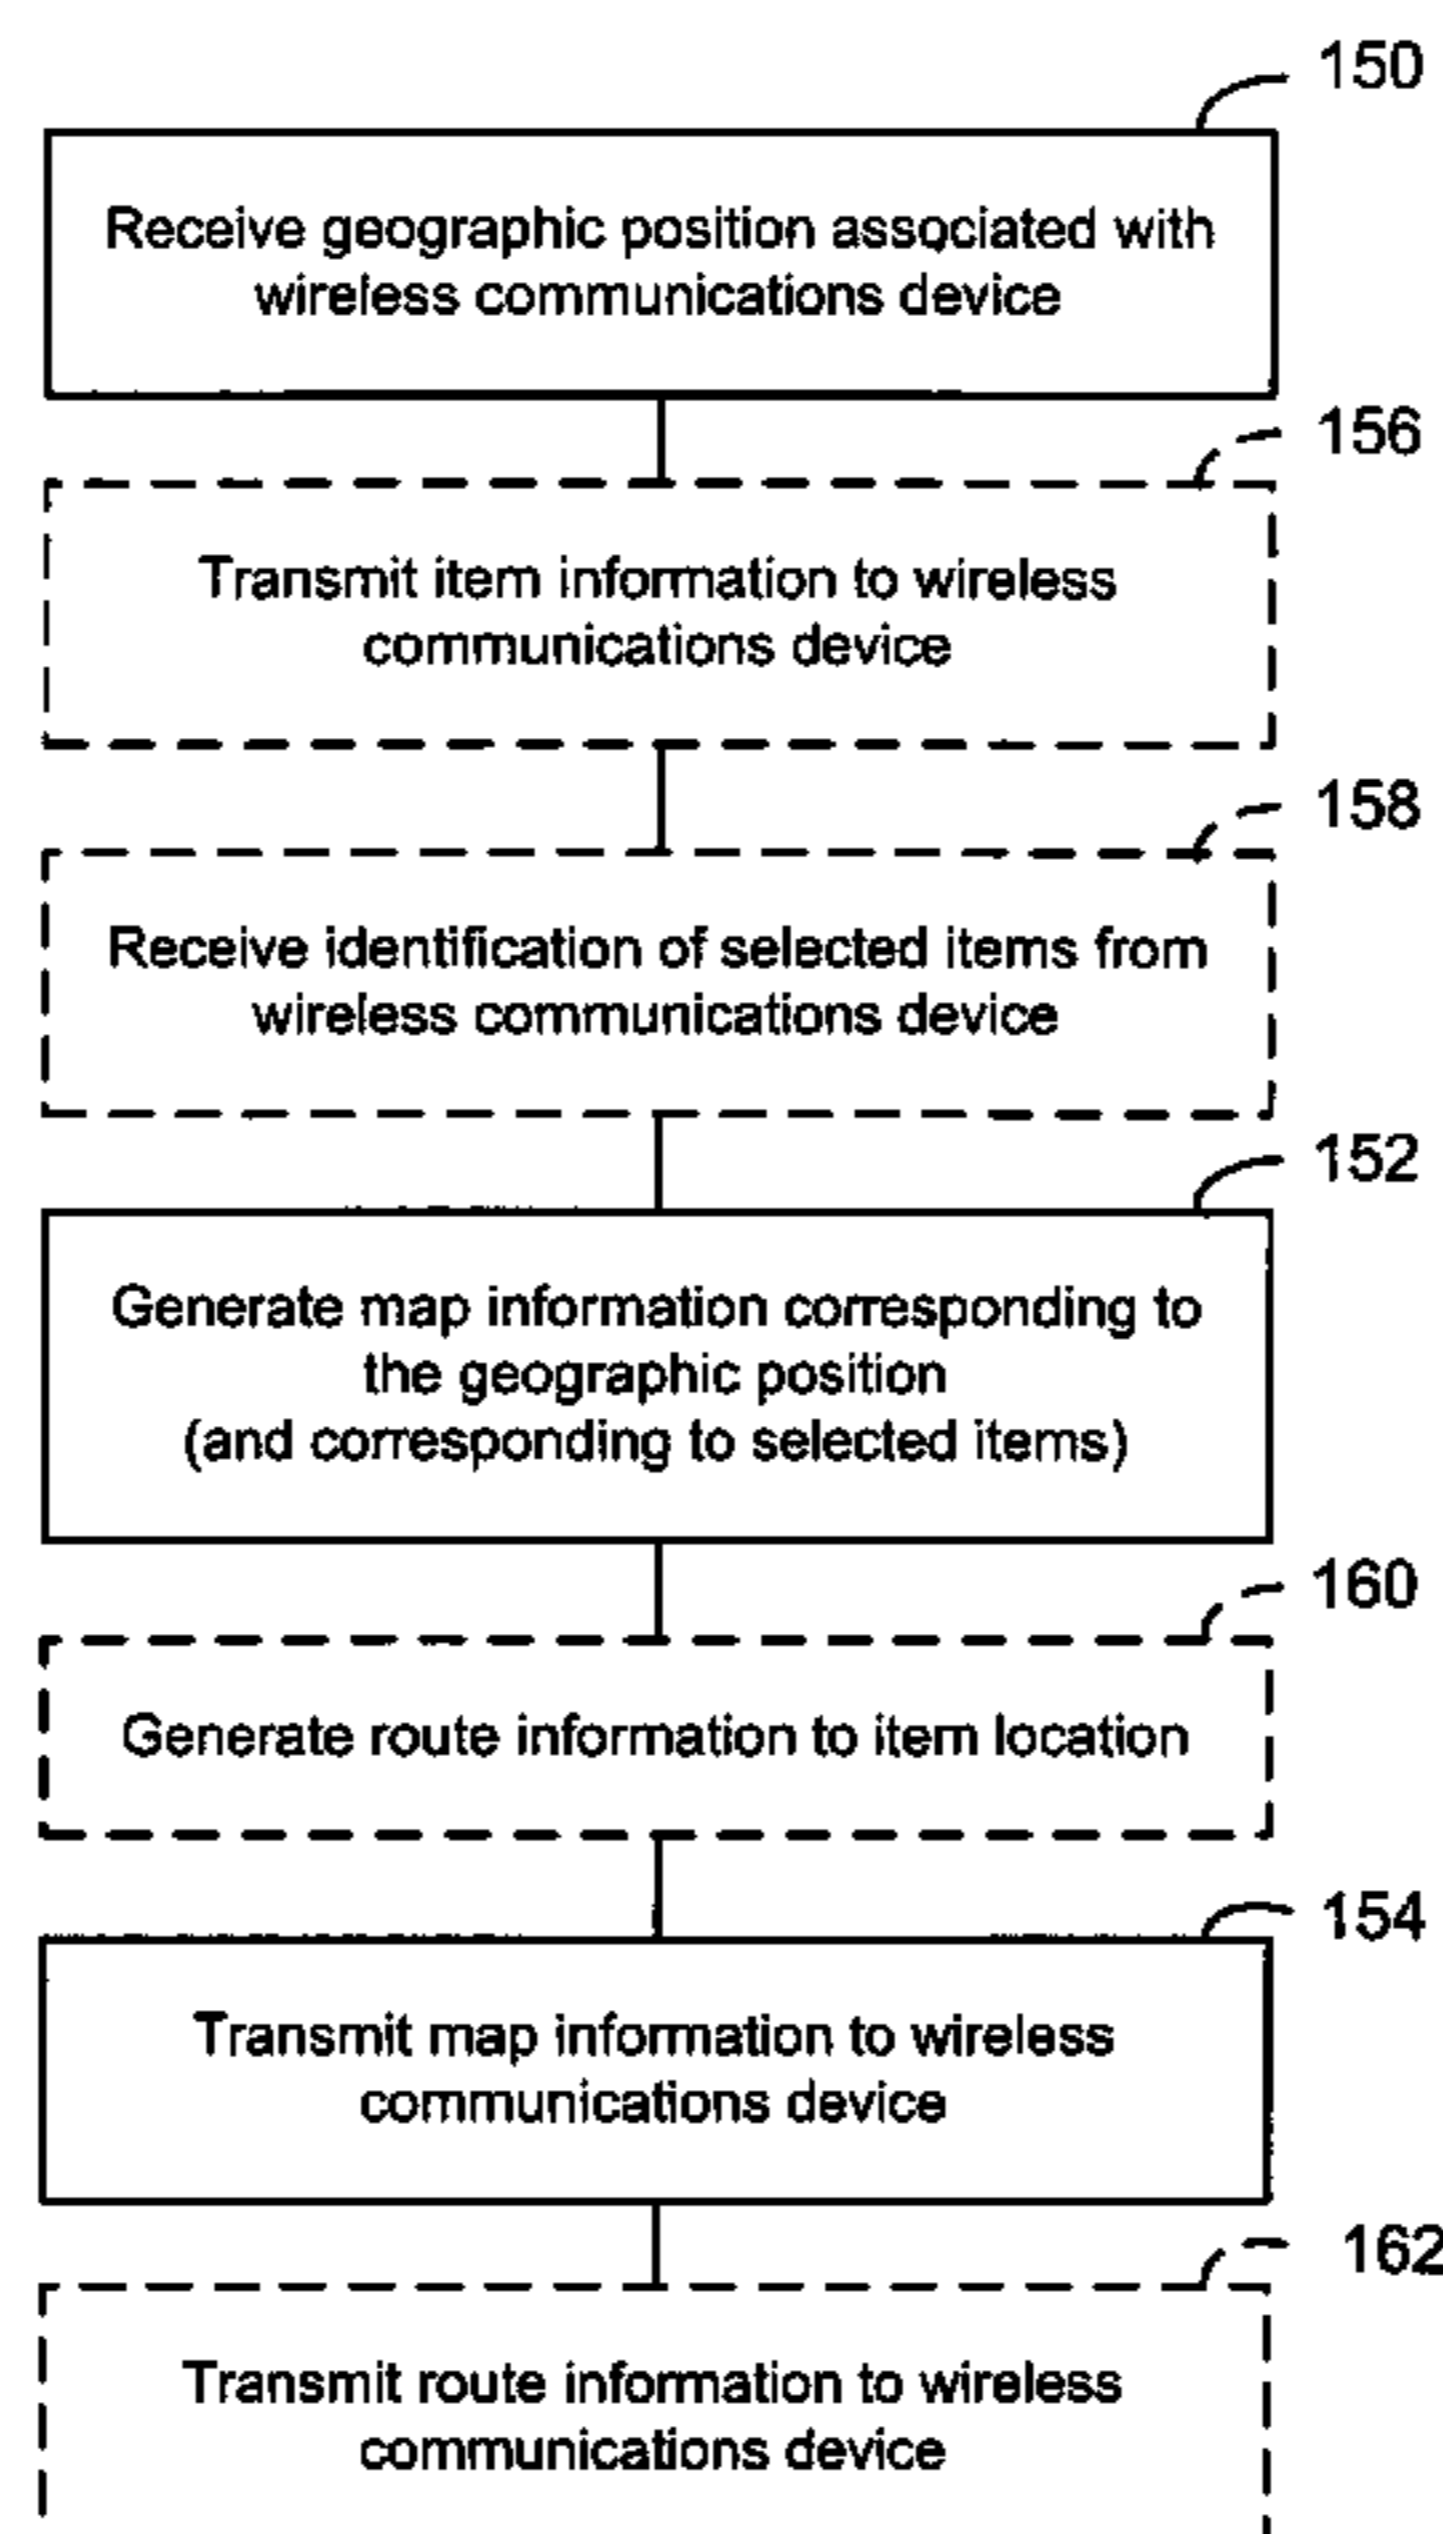 150
Receive geographic position associated with
wireless communications device
156
Transmit item information to wireless
communications device
158
Receive identification of selected items from
wireless communications device
152
Generate map information corresponding to
the geographic position
(and corresponding to selected items)
160
Generate route information to item location
154
Transmit map information to wireless
communications device
162
Transmit route information to wireless
communications device